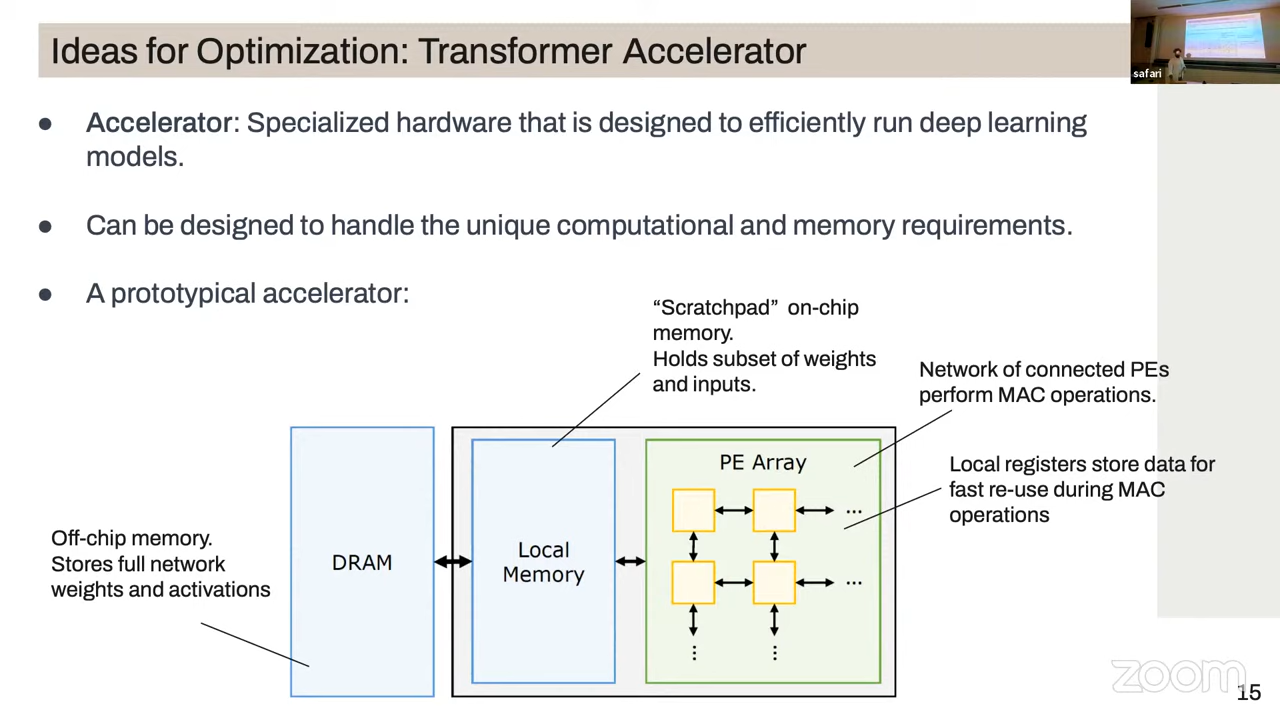 Ideas for Optimization: Transformer Accelerator
safari
● Accelerator: Specialized hardware that is designed to efficiently run deep learning
models.
● Can be designed to handle the unique computational and memory requirements.
● A prototypical accelerator:
“Scratchpad” on-chip
memory.
Holds subset of weights
and inputs.
Network of connected PEs
perform MAC operations.
Local registers store data for
fast re-use during MAC
operations
Off-chip memory.
Stores full network
weights and activations
DRAM
Local
Memory
PE Array
...
...
...
...
zoom
15